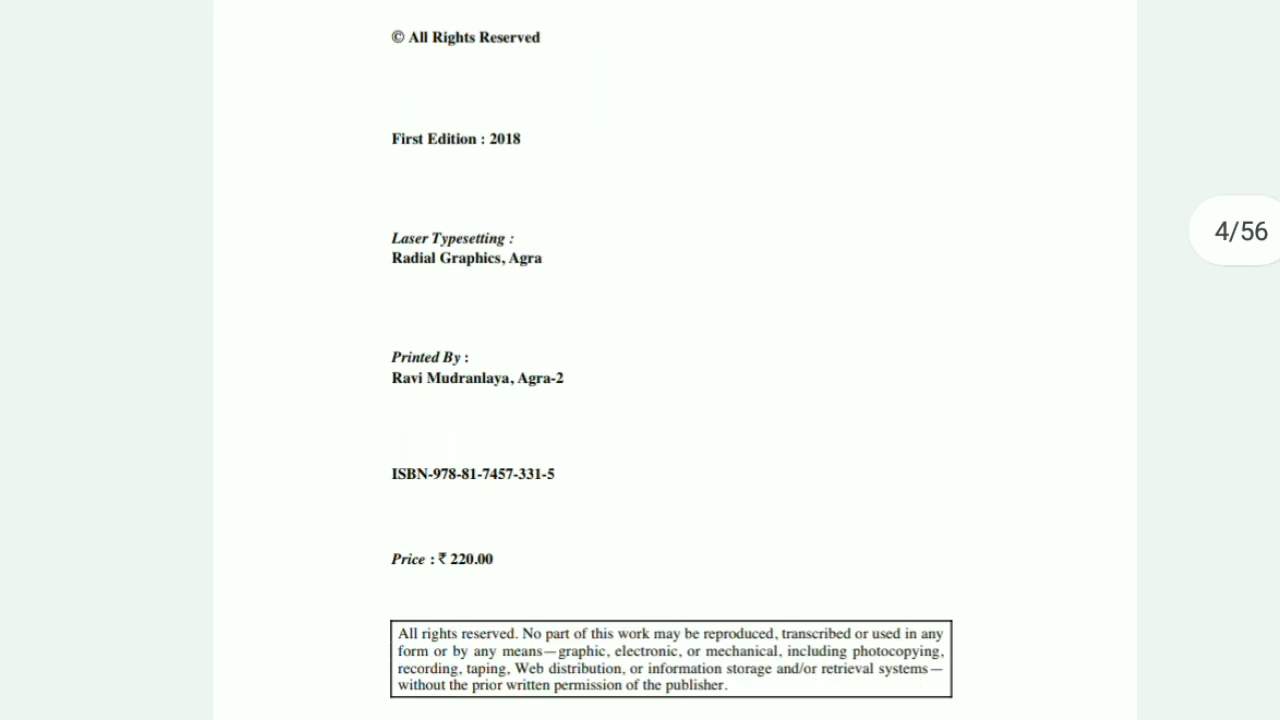 © All Rights Reserved
First Edition : 2018
Laser Typesetting :
Radial Graphics, Agra
4/56
Printed By :
Ravi Mudranlaya, Agra-2
ISBN-978-81-7457-331-5
Price : ₹ 220.00
All rights reserved. No part of this work may be reproduced, transcribed or used in any
form or by any means—graphic, electronic, or mechanical, including photocopying,
recording, taping, Web distribution, or information storage and/or retrieval systems—
without the prior written permission of the publisher.